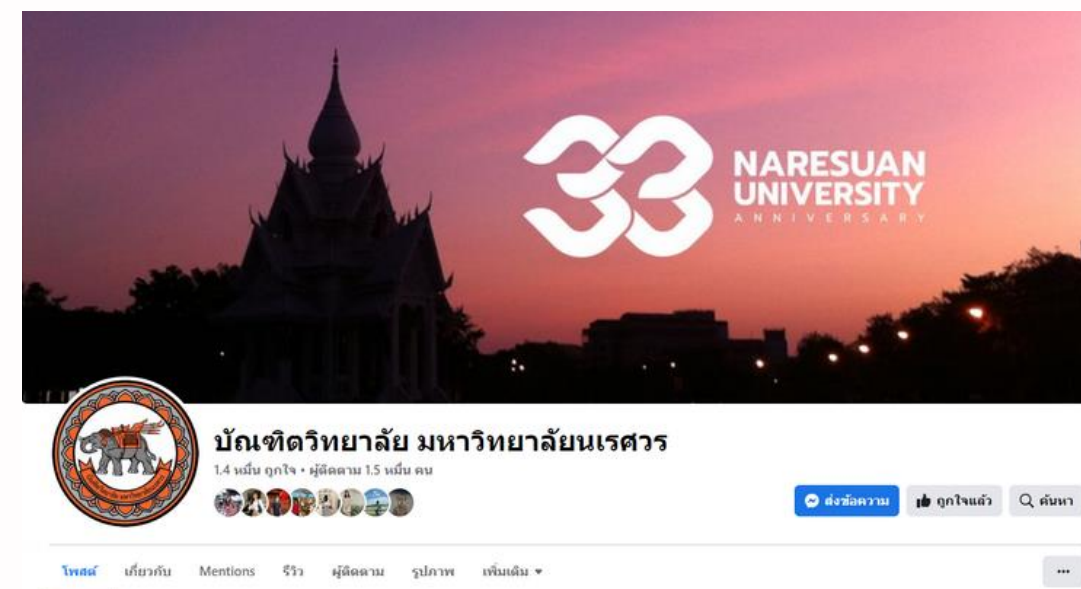 33
NARESUAN
UNIVERSITY
ANNIVERSARY
บัณฑิตวิทยาลัย มหาวิทยาลัยนเรศวร
1.4 หมื่น ถูกใจ • ผู้ติดตาม 1.5 หมื่น คน
ส่งข้อความ ถูกใจแล้ว ค้นหา
โพสต์ เกี่ยวกับ Mentions รีวิว ผู้ติดตาม รูปภาพ เพิ่มเติม